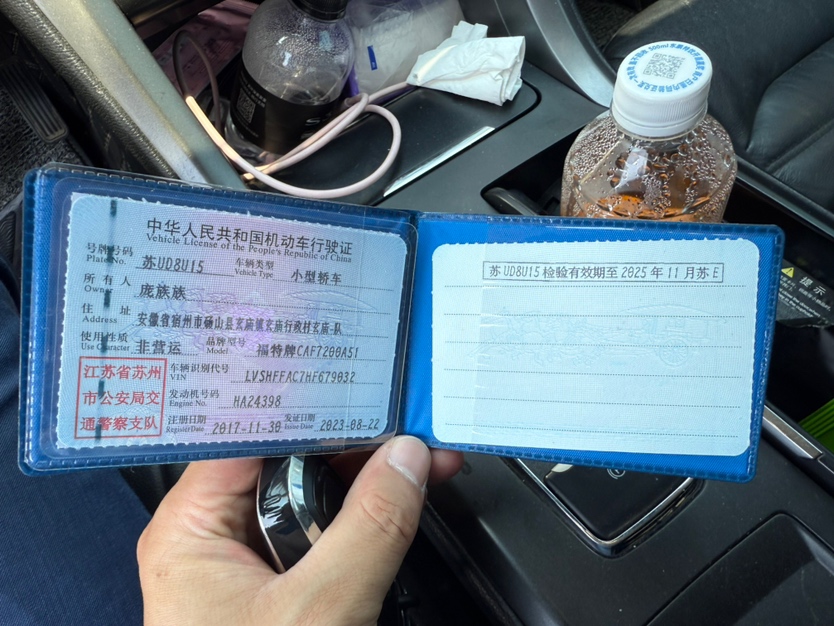 中华人民共和国机动车行驶证
Vehicle License of the People's Republic of China
号牌号码 Plate No. 苏UD8U15 车辆类型 Vehicle Type 小型轿车
所有人 Owner 庞族族
住址 Address 安徽省宿州市砀山县玄庙镇玄庙行政村玄庙-队
使用性质 Use Character 非营运 品牌型号 Model 福特牌CAF7200A51
江苏省苏州
市公安局交
通警察支队
车辆识别代号 VIN LVSHFFAC7HF679032
发动机号码 Engine No. HA24398
注册日期 Register Date 2017-11-30 发证日期 Issue Date 2023-08-22
苏UD8U15 检验有效期至 2025 年 11 月苏 E
500ml
提示